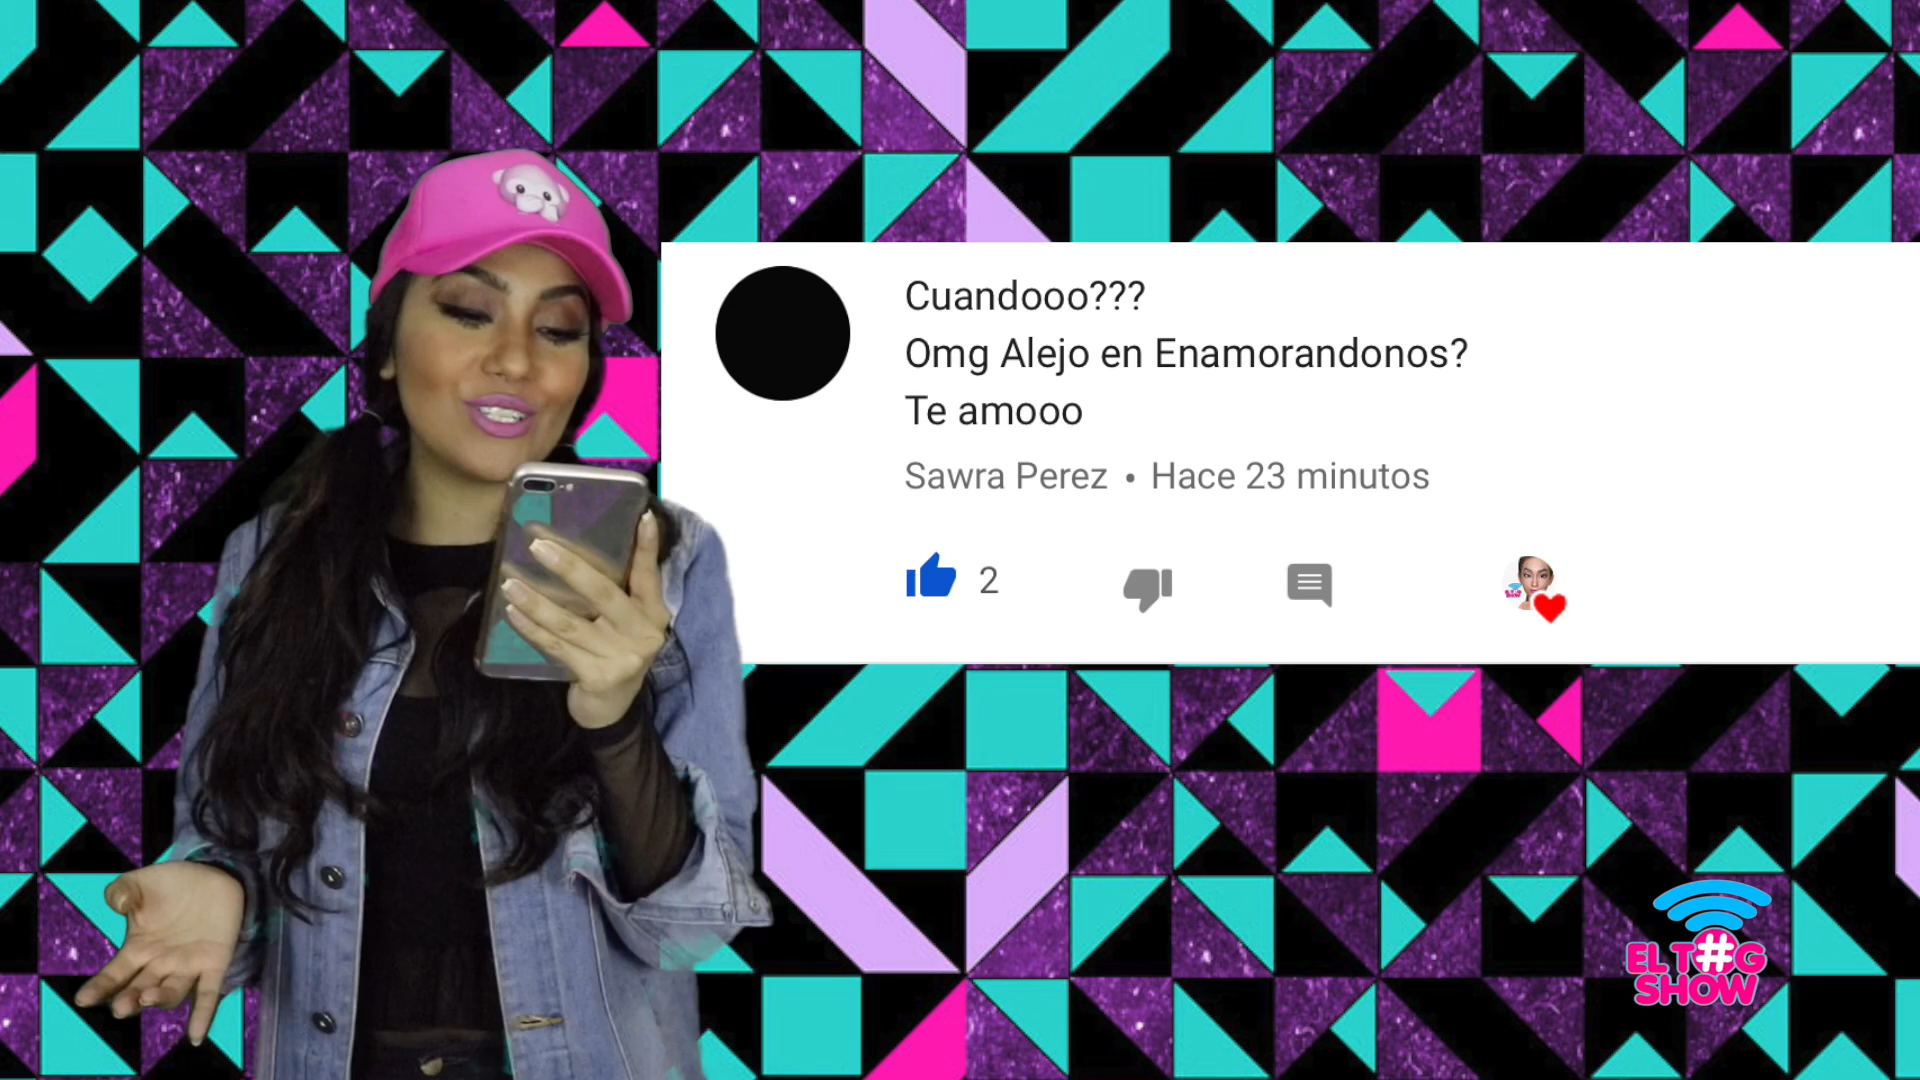 Cuandooo???
Omg Alejo en Enamorandonos?
Te amooo
Sawra Perez • Hace 23 minutos
2
EL T#G
SHOW